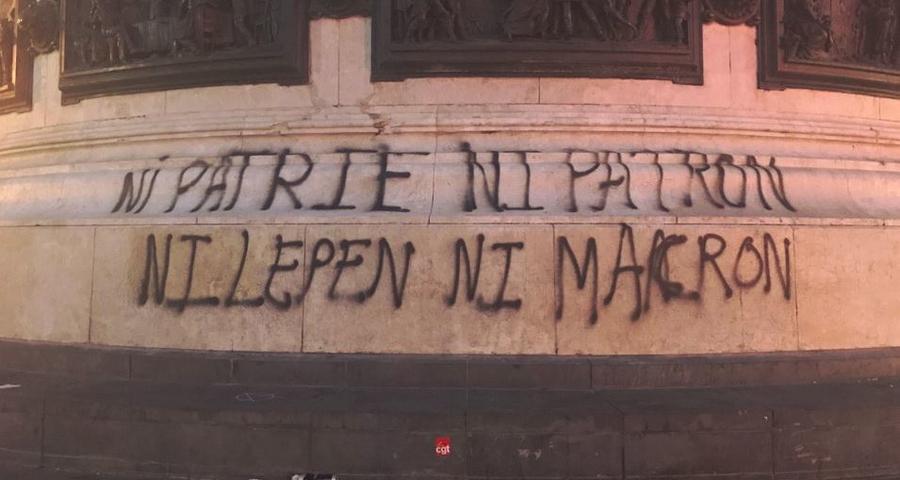 NI PATRIE NI PATRON
NI LEPEN NI MACRON
cgt